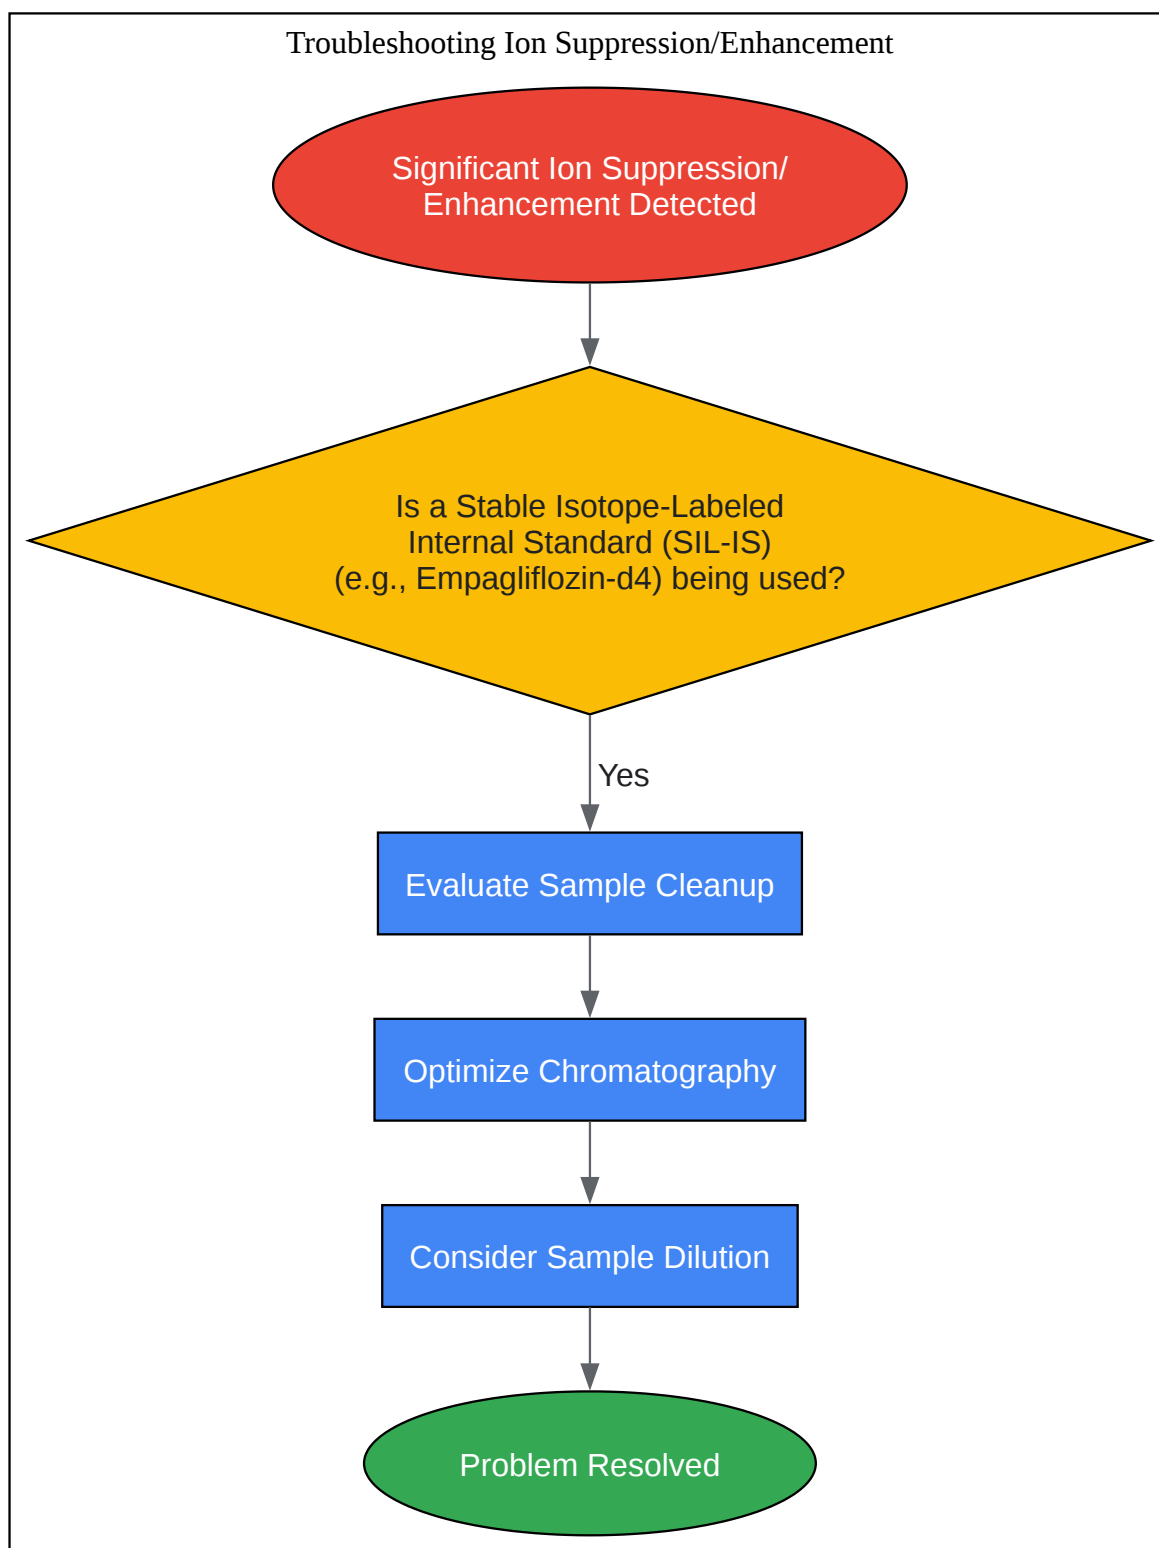 Troubleshooting Ion Suppression/Enhancement
Significant Ion Suppression/
Enhancement Detected
Is a Stable Isotope-Labeled
Internal Standard (SIL-IS)
(e.g., Empagliflozin-d4) being used?
Yes
Evaluate Sample Cleanup
Optimize Chromatography
Consider Sample Dilution
Problem Resolved